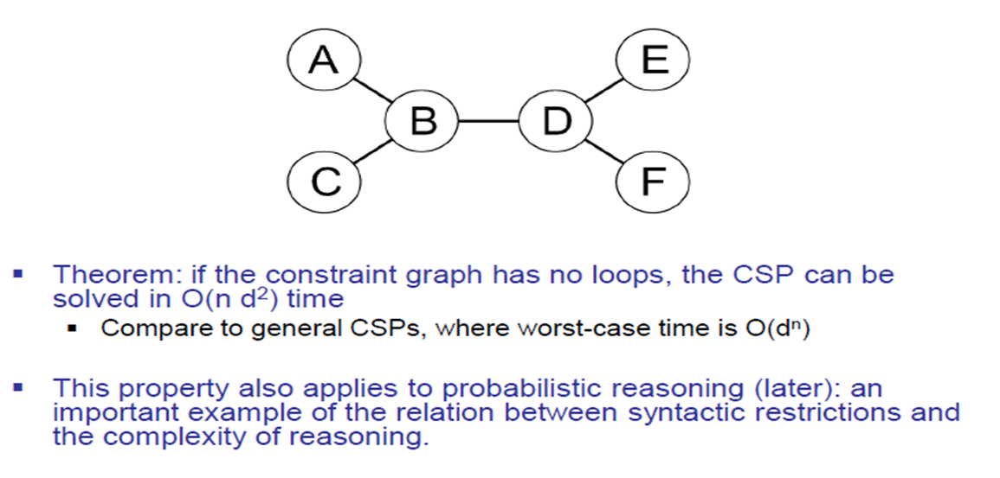 A
E
B
D
C
F
▪ Theorem: if the constraint graph has no loops, the CSP can be
solved in O(n d²) time
▪ Compare to general CSPs, where worst-case time is O(dⁿ)
▪ This property also applies to probabilistic reasoning (later): an
important example of the relation between syntactic restrictions and
the complexity of reasoning.